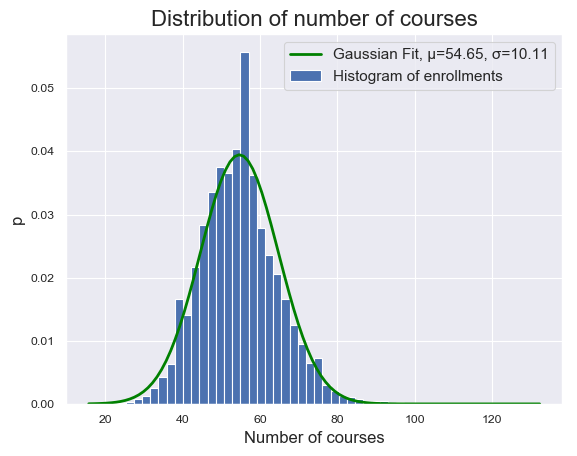 Distribution of number of courses
Gaussian Fit, μ=54.65, σ=10.11
Histogram of enrollments
0.05
0.04
0.03
0.02
0.01
0.00
p
20 40 60 80 100 120
Number of courses